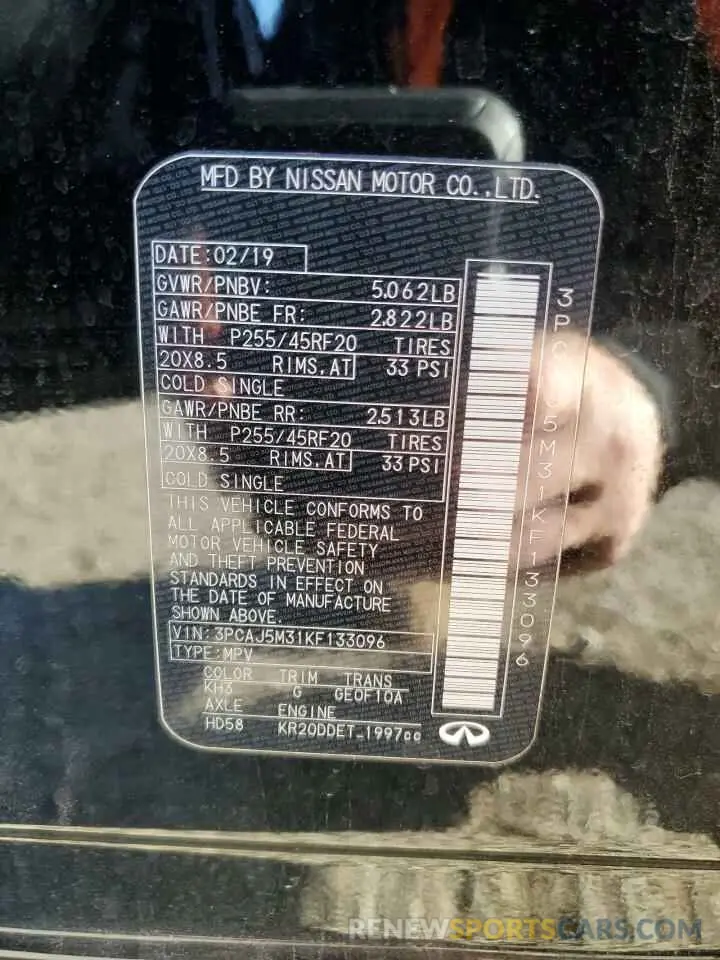 MFD BY NISSAN MOTOR CO.,LTD.
DATE:02/19
GVWR/PNBV: 5.062LB
GAWR/PNBE FR: 2.822LB
WITH P255/45RF20 TIRES
20X8.5 RIMS,AT 33 PSI
COLD SINGLE
GAWR/PNBE RR: 2.513LB
WITH P255/45RF20 TIRES
20X8.5 RIMS,AT 33 PSI
COLD SINGLE
THIS VEHICLE CONFORMS TO
ALL APPLICABLE FEDERAL
MOTOR VEHICLE SAFETY
AND THEFT PREVENTION
STANDARDS IN EFFECT ON
THE DATE OF MANUFACTURE
SHOWN ABOVE.
VIN:3PCAJ5M31KF133096
TYPE:MPV
COLOR TRIM TRANS
KH3 G GE0F10A
AXLE ENGINE
HD58 KR20DDET-1997cc
3PCAJ5M31KF133096
RENEWSPORTSCARS.COM